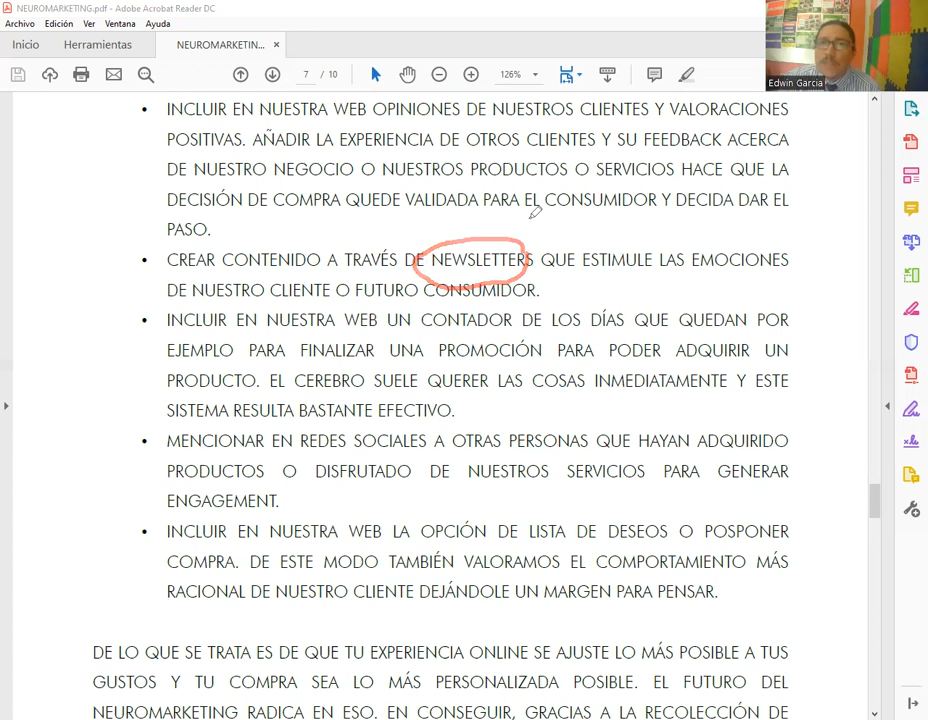 NEUROMARKETING.pdf - Adobe Acrobat Reader DC
Archivo Edición Ver Ventana Ayuda
Inicio Herramientas NEUROMARKETIN... ×
7 / 10 126%
Edwin Garcia
• INCLUIR EN NUESTRA WEB OPINIONES DE NUESTROS CLIENTES Y VALORACIONES
POSITIVAS. AÑADIR LA EXPERIENCIA DE OTROS CLIENTES Y SU FEEDBACK ACERCA
DE NUESTRO NEGOCIO O NUESTROS PRODUCTOS O SERVICIOS HACE QUE LA
DECISIÓN DE COMPRA QUEDE VALIDADA PARA EL CONSUMIDOR Y DECIDA DAR EL
PASO.
• CREAR CONTENIDO A TRAVÉS DE NEWSLETTERS QUE ESTIMULE LAS EMOCIONES
DE NUESTRO CLIENTE O FUTURO CONSUMIDOR.
• INCLUIR EN NUESTRA WEB UN CONTADOR DE LOS DÍAS QUE QUEDAN POR
EJEMPLO PARA FINALIZAR UNA PROMOCIÓN PARA PODER ADQUIRIR UN
PRODUCTO. EL CEREBRO SUELE QUERER LAS COSAS INMEDIATAMENTE Y ESTE
SISTEMA RESULTA BASTANTE EFECTIVO.
• MENCIONAR EN REDES SOCIALES A OTRAS PERSONAS QUE HAYAN ADQUIRIDO
PRODUCTOS O DISFRUTADO DE NUESTROS SERVICIOS PARA GENERAR
ENGAGEMENT.
• INCLUIR EN NUESTRA WEB LA OPCIÓN DE LISTA DE DESEOS O POSPONER
COMPRA. DE ESTE MODO TAMBIÉN VALORAMOS EL COMPORTAMIENTO MÁS
RACIONAL DE NUESTRO CLIENTE DEJÁNDOLE UN MARGEN PARA PENSAR.
DE LO QUE SE TRATA ES DE QUE TU EXPERIENCIA ONLINE SE AJUSTE LO MÁS POSIBLE A TUS
GUSTOS Y TU COMPRA SEA LO MÁS PERSONALIZADA POSIBLE. EL FUTURO DEL
NEUROMARKETING RADICA EN ESO. EN CONSEGUIR, GRACIAS A LA RECOLECCIÓN DE